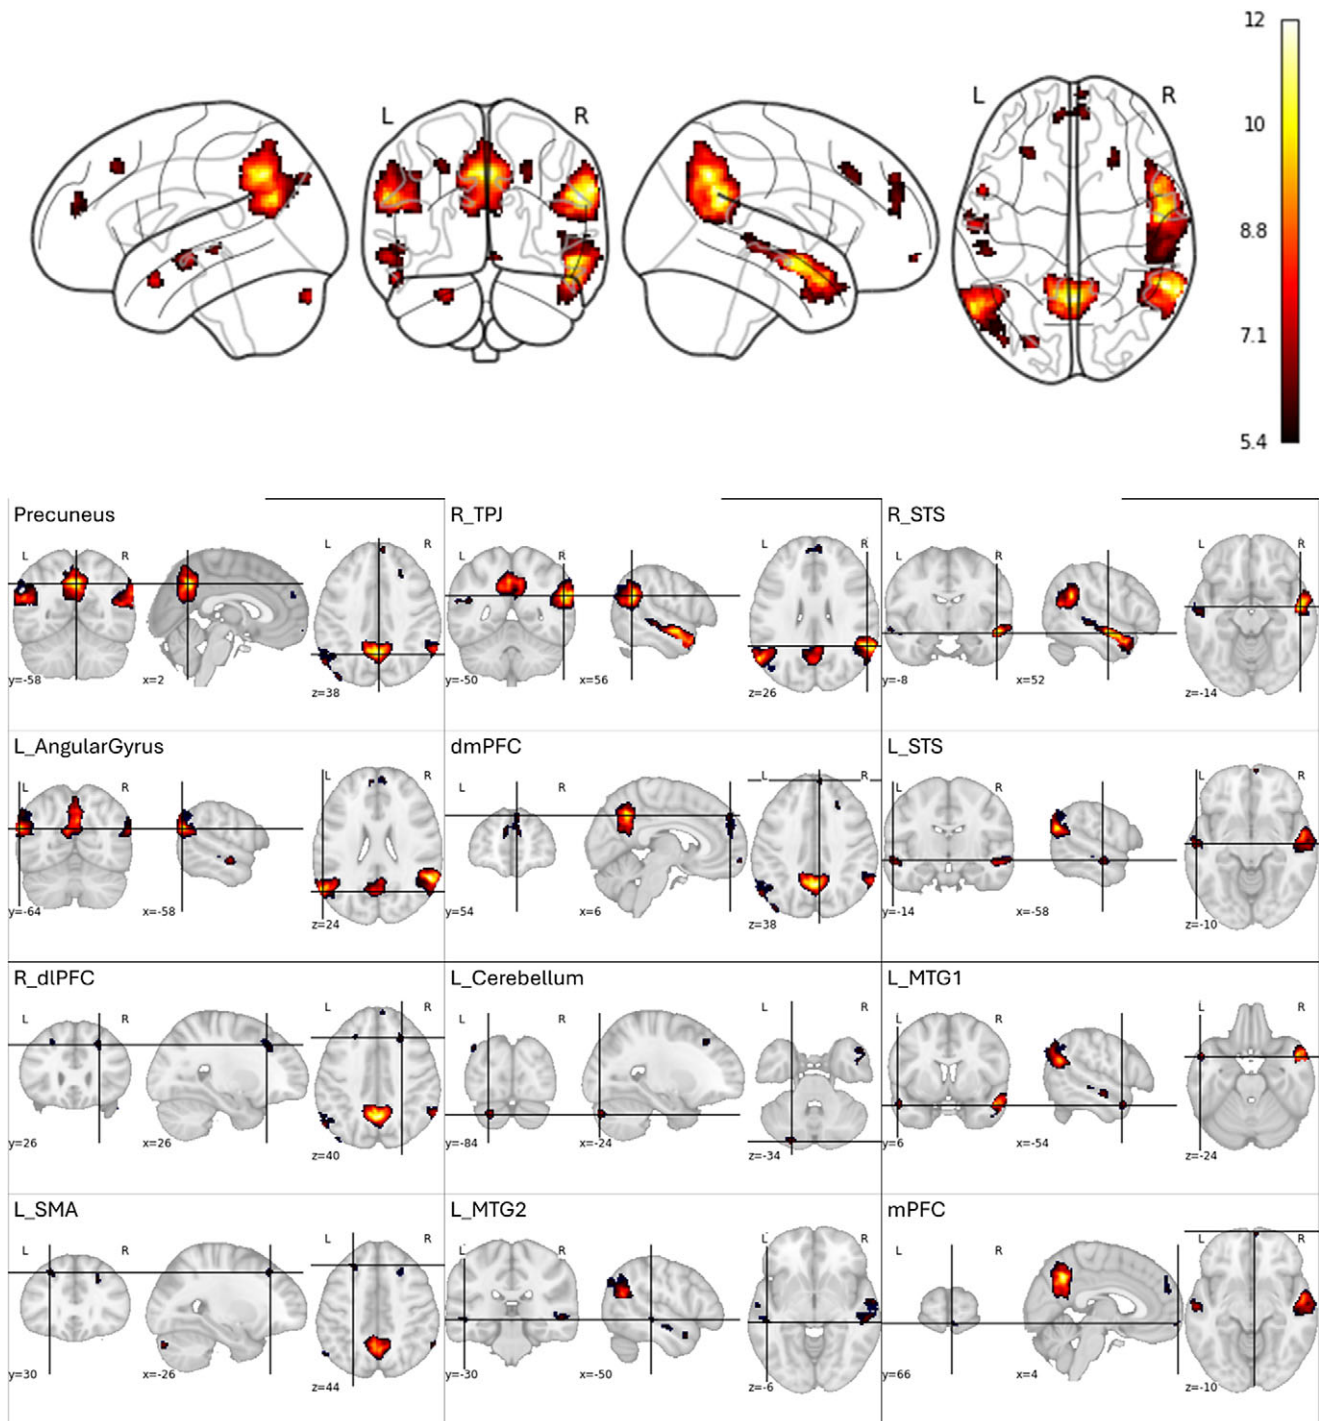 12
L R L R
10
8.8
7.1
5.4
Precuneus
L R L R
y=-58 x=2 z=38
R_TPJ
L R L R
y=-50 x=56 z=26
R_STS
L R L R
y=-8 x=52 z=-14
L_AngularGyrus
L R L R
y=-64 x=-58 z=24
dmPFC
L R L R
y=54 x=6 z=38
L_STS
L R L R
y=-14 x=-58 z=-10
R_dlPFC
L R L R
y=26 x=26 z=40
L_Cerebellum
L R L R
y=-84 x=-24 z=-34
L_MTG1
L R L R
y=6 x=-54 z=-24
L_SMA
L R L R
y=30 x=-26 z=44
L_MTG2
L R L R
y=-30 x=-50 z=-6
mPFC
L R L R
y=66 x=4 z=-10